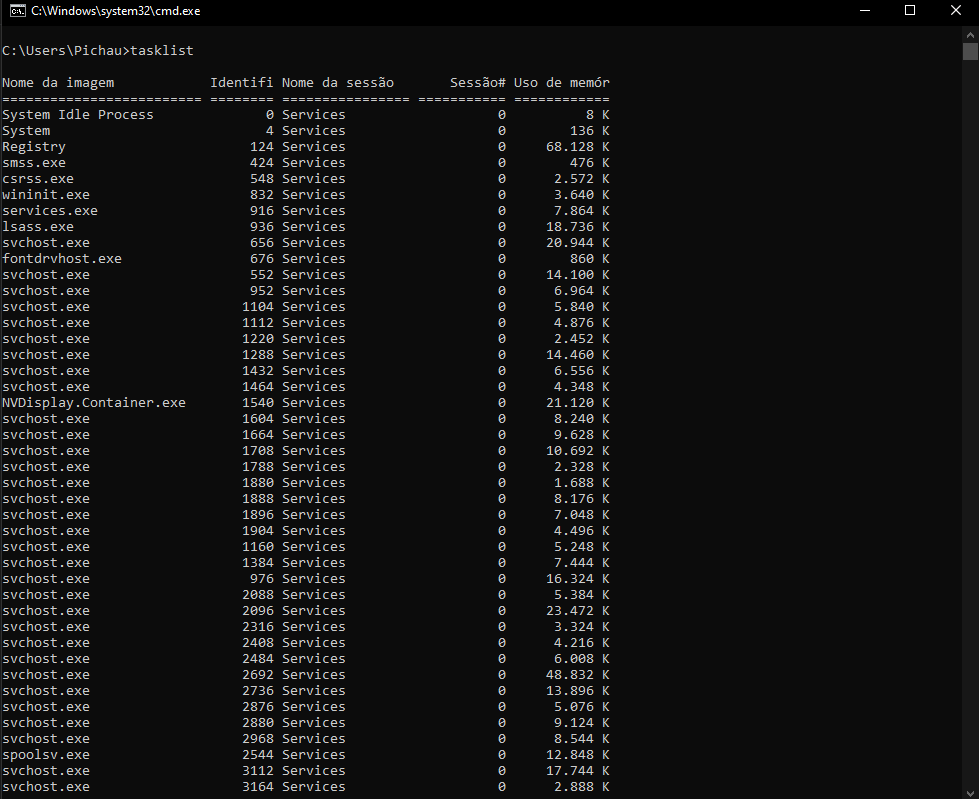 C:\Windows\system32\cmd.exe
C:\Users\Pichau>tasklist
Nome da imagem Identifi Nome da sessão Sessão# Uso de memór
========================= ======== ================ =========== ============
System Idle Process 0 Services 0 8 K
System 4 Services 0 136 K
Registry 124 Services 0 68.128 K
smss.exe 424 Services 0 476 K
csrss.exe 548 Services 0 2.572 K
wininit.exe 832 Services 0 3.640 K
services.exe 916 Services 0 7.864 K
lsass.exe 936 Services 0 18.736 K
svchost.exe 656 Services 0 20.944 K
fontdrvhost.exe 676 Services 0 860 K
svchost.exe 552 Services 0 14.100 K
svchost.exe 952 Services 0 6.964 K
svchost.exe 1104 Services 0 5.840 K
svchost.exe 1112 Services 0 4.876 K
svchost.exe 1220 Services 0 2.452 K
svchost.exe 1288 Services 0 14.460 K
svchost.exe 1432 Services 0 6.556 K
svchost.exe 1464 Services 0 4.348 K
NVDisplay.Container.exe 1540 Services 0 21.120 K
svchost.exe 1604 Services 0 8.240 K
svchost.exe 1664 Services 0 9.628 K
svchost.exe 1708 Services 0 10.692 K
svchost.exe 1788 Services 0 2.328 K
svchost.exe 1880 Services 0 1.688 K
svchost.exe 1888 Services 0 8.176 K
svchost.exe 1896 Services 0 7.048 K
svchost.exe 1904 Services 0 4.496 K
svchost.exe 1160 Services 0 5.248 K
svchost.exe 1384 Services 0 7.444 K
svchost.exe 976 Services 0 16.324 K
svchost.exe 2088 Services 0 5.384 K
svchost.exe 2096 Services 0 23.472 K
svchost.exe 2316 Services 0 3.324 K
svchost.exe 2408 Services 0 4.216 K
svchost.exe 2484 Services 0 6.008 K
svchost.exe 2692 Services 0 48.832 K
svchost.exe 2736 Services 0 13.896 K
svchost.exe 2876 Services 0 5.076 K
svchost.exe 2880 Services 0 9.124 K
svchost.exe 2968 Services 0 8.544 K
spoolsv.exe 2544 Services 0 12.848 K
svchost.exe 3112 Services 0 17.744 K
svchost.exe 3164 Services 0 2.888 K